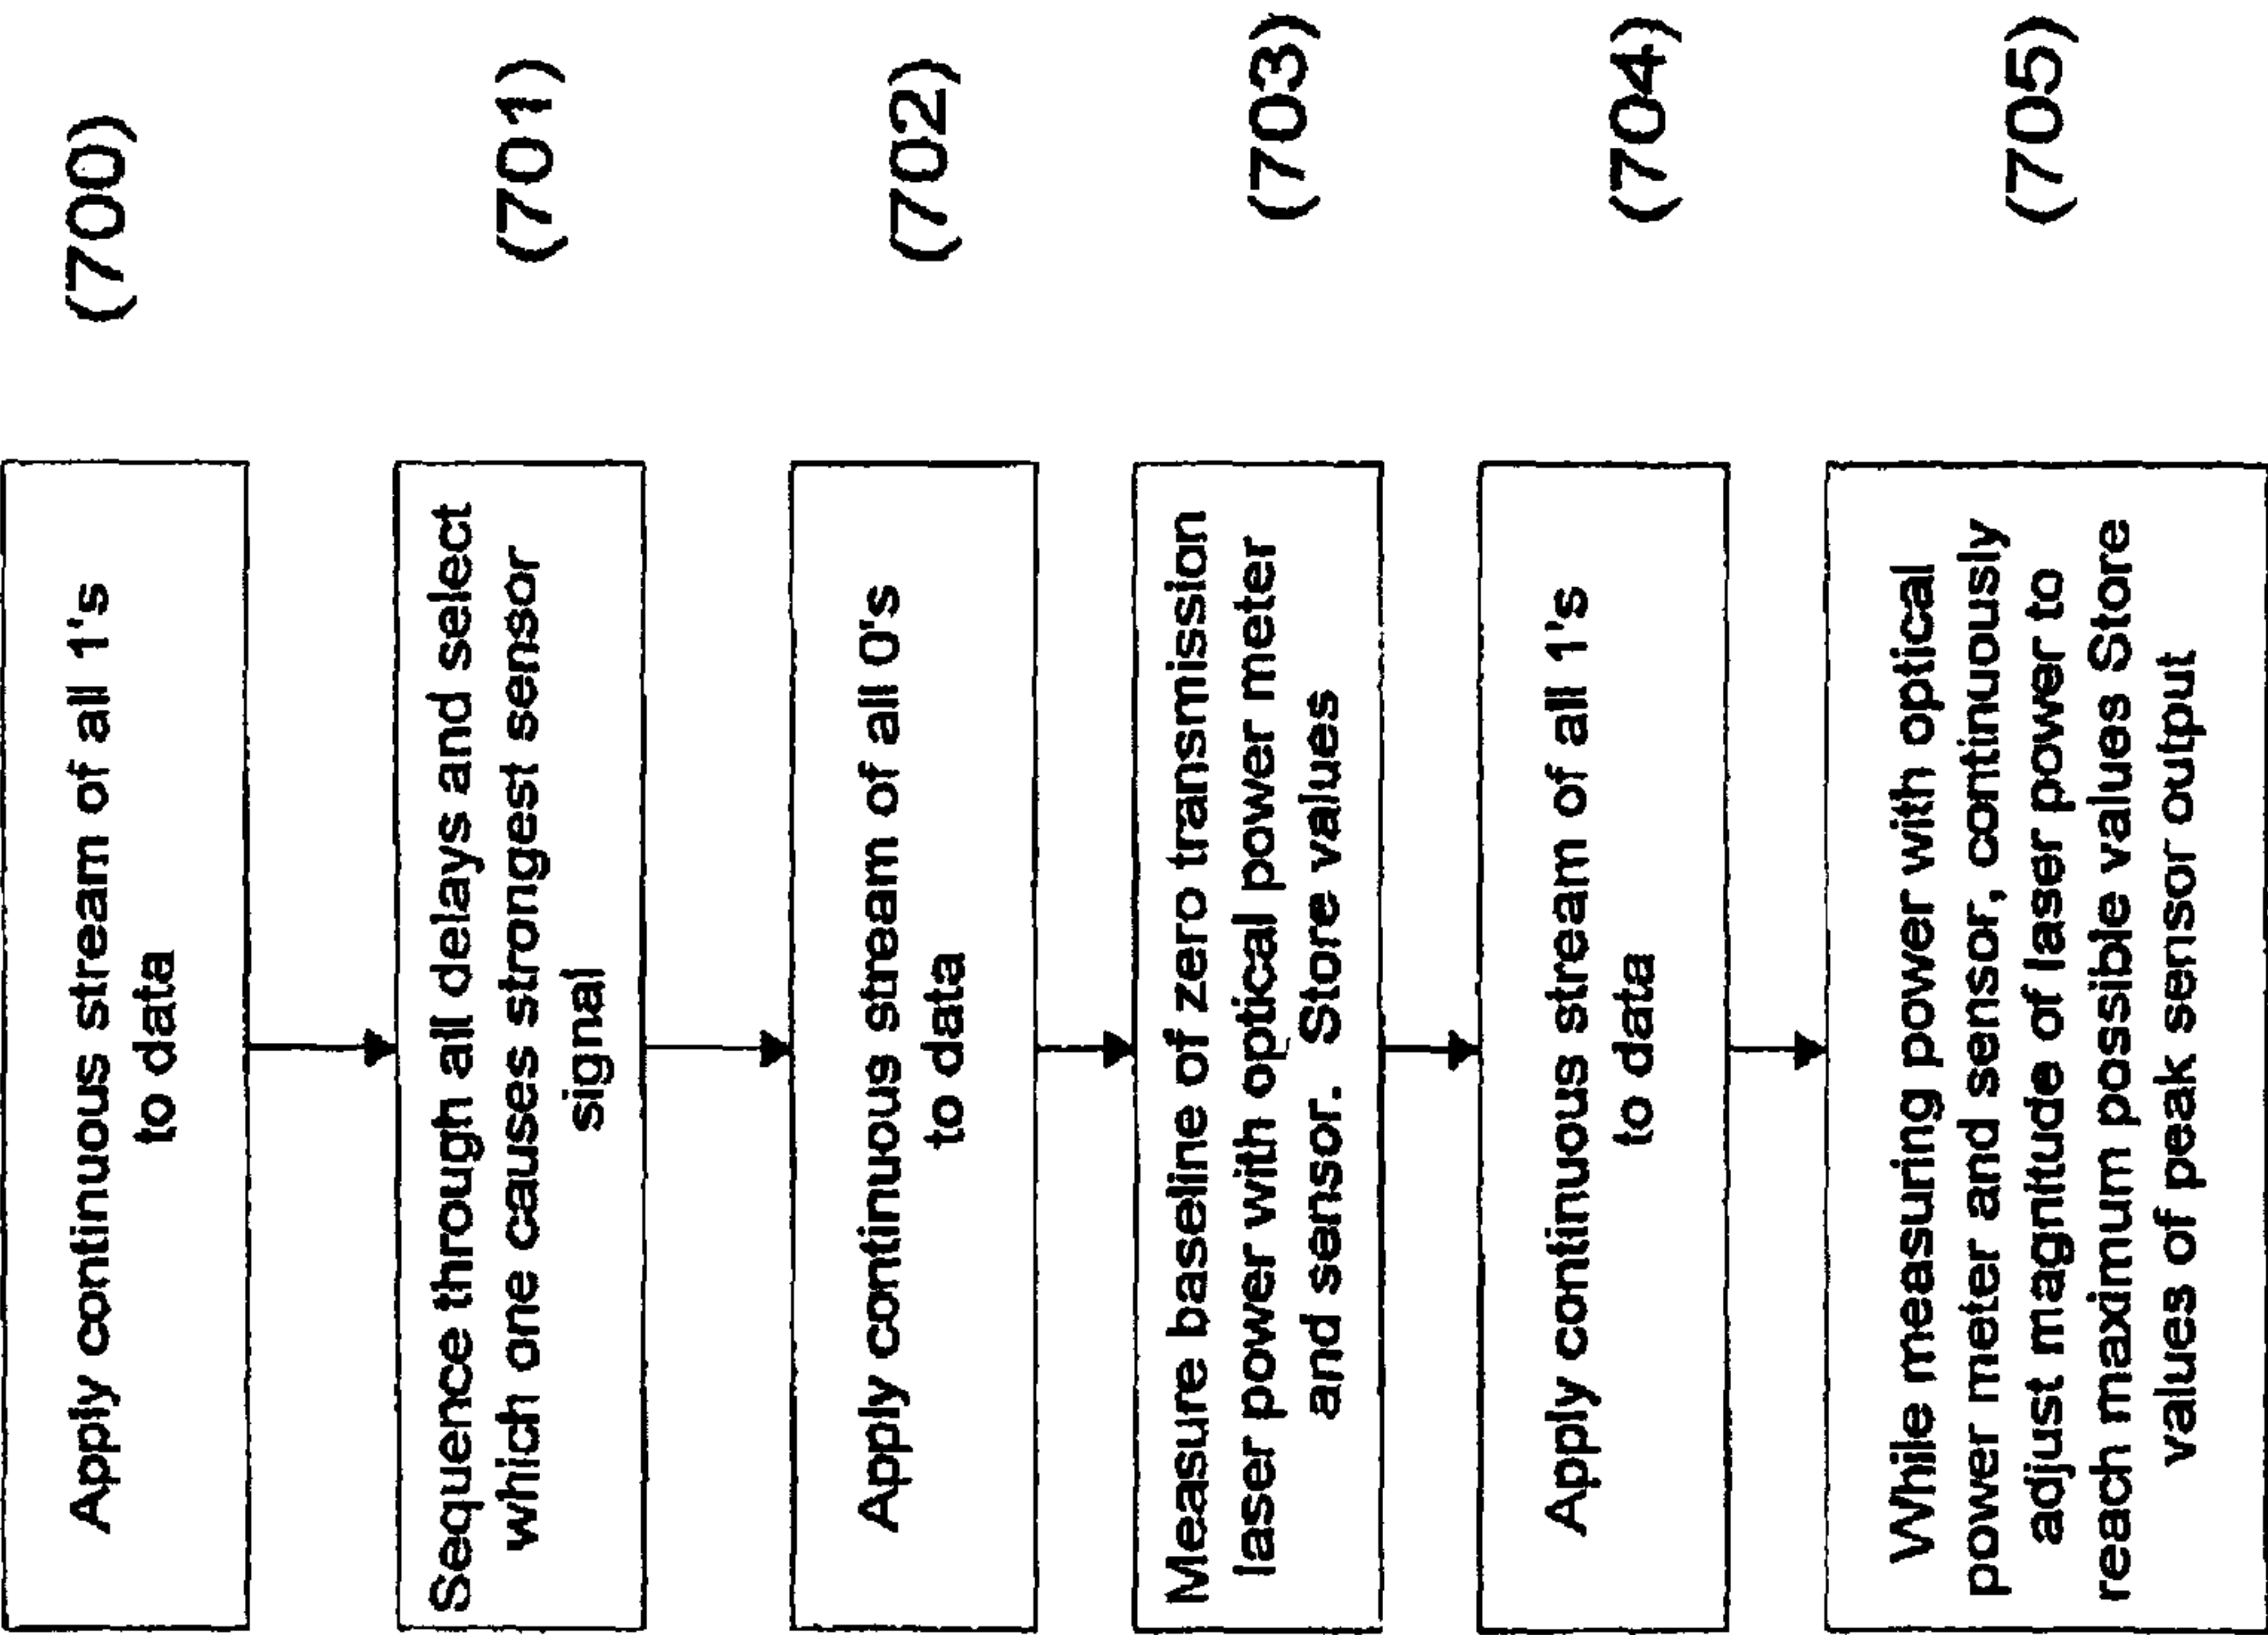 Apply continuous stream of all 1's
to data
(700)
Sequence through all delays and select
which one causes strongest sensor
signal
(701)
Apply continuous stream of all 0's
to data
(702)
Measure baseline of zero transmission
laser power with optical power meter
and sensor. Store values
(703)
Apply continuous stream of all 1's
to data
(704)
While measuring power with optical
power meter and sensor, continuously
adjust magnitude of laser power to
reach maximum possible values Store
values of peak sensor output
(705)